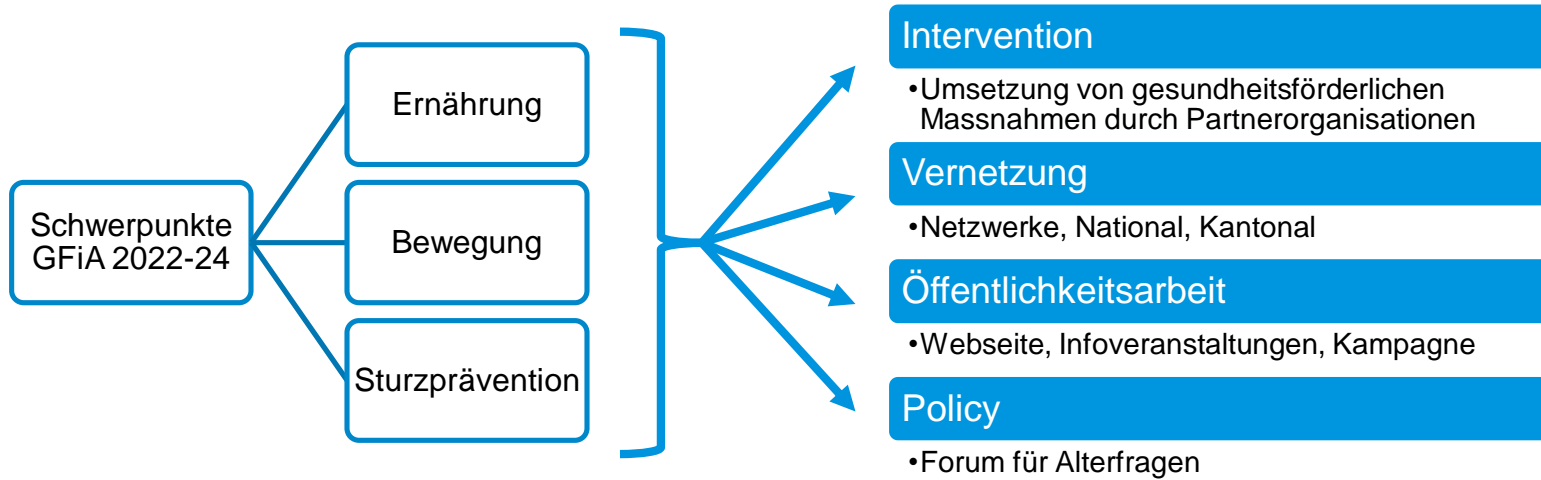 Schwerpunkte
GFiA 2022-24
Ernährung
Bewegung
Sturzprävention
Intervention
•Umsetzung von gesundheitsförderlichen
Massnahmen durch Partnerorganisationen
Vernetzung
•Netzwerke, National, Kantonal
Öffentlichkeitsarbeit
•Webseite, Infoveranstaltungen, Kampagne
Policy
•Forum für Alterfragen